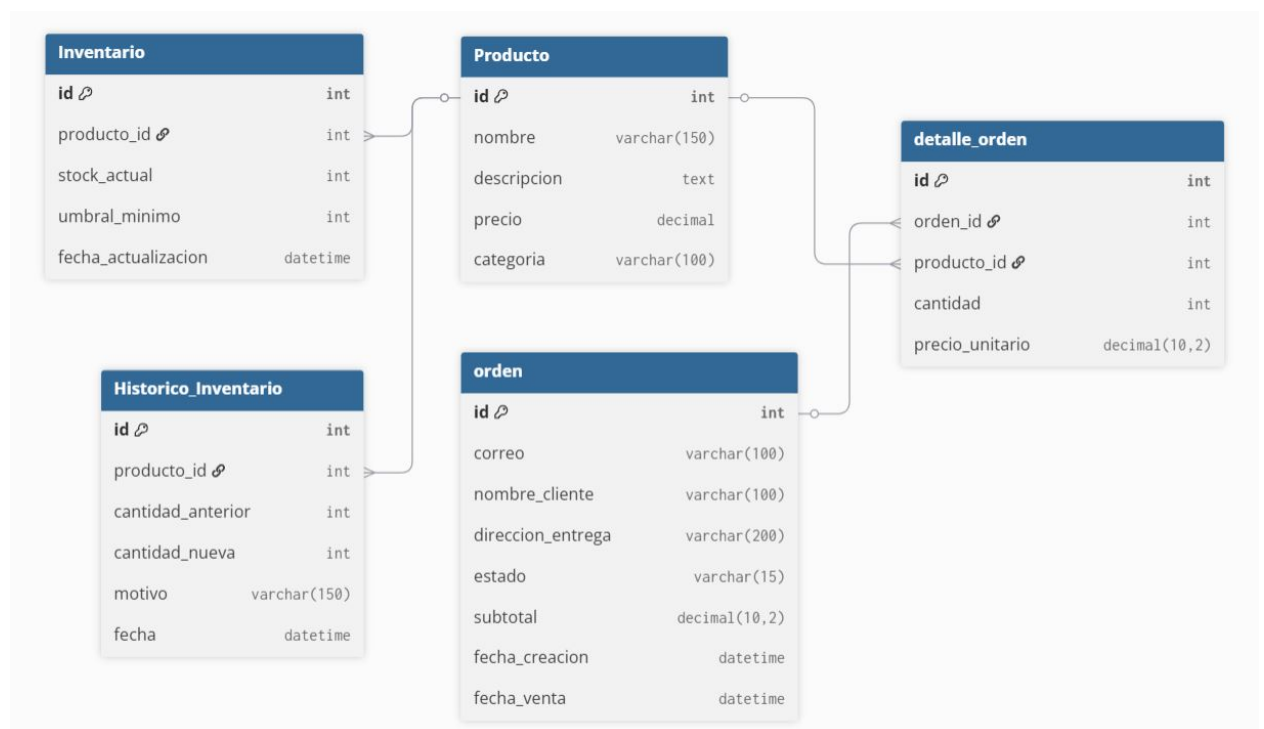 Inventario
id int
producto_id int
stock_actual int
umbral_minimo int
fecha_actualizacion datetime
Producto
id int
nombre varchar(150)
descripcion text
precio decimal
categoria varchar(100)
detalle_orden
id int
orden_id int
producto_id int
cantidad int
precio_unitario decimal(10,2)
Historico_Inventario
id int
producto_id int
cantidad_anterior int
cantidad_nueva int
motivo varchar(150)
fecha datetime
orden
id int
correo varchar(100)
nombre_cliente varchar(100)
direccion_entrega varchar(200)
estado varchar(15)
subtotal decimal(10,2)
fecha_creacion datetime
fecha_venta datetime